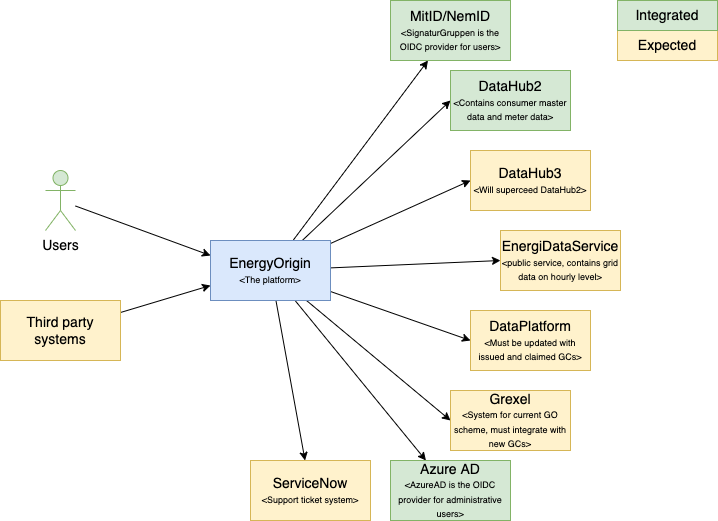 MitID/NemID
<SignaturGruppen is the
OIDC provider for users>
Integrated
Expected
DataHub2
<Contains consumer master
data and meter data>
DataHub3
<Will superceed DataHub2>
Users
EnergyOrigin
<The platform>
EnergiDataService
<public service, contains grid
data on hourly level>
Third party
systems
DataPlatform
<Must be updated with
issued and claimed GCs>
Grexel
<System for current GO
scheme, must integrate with
new GCs>
ServiceNow
<Support ticket system>
Azure AD
<AzureAD is the OIDC
provider for administrative
users>